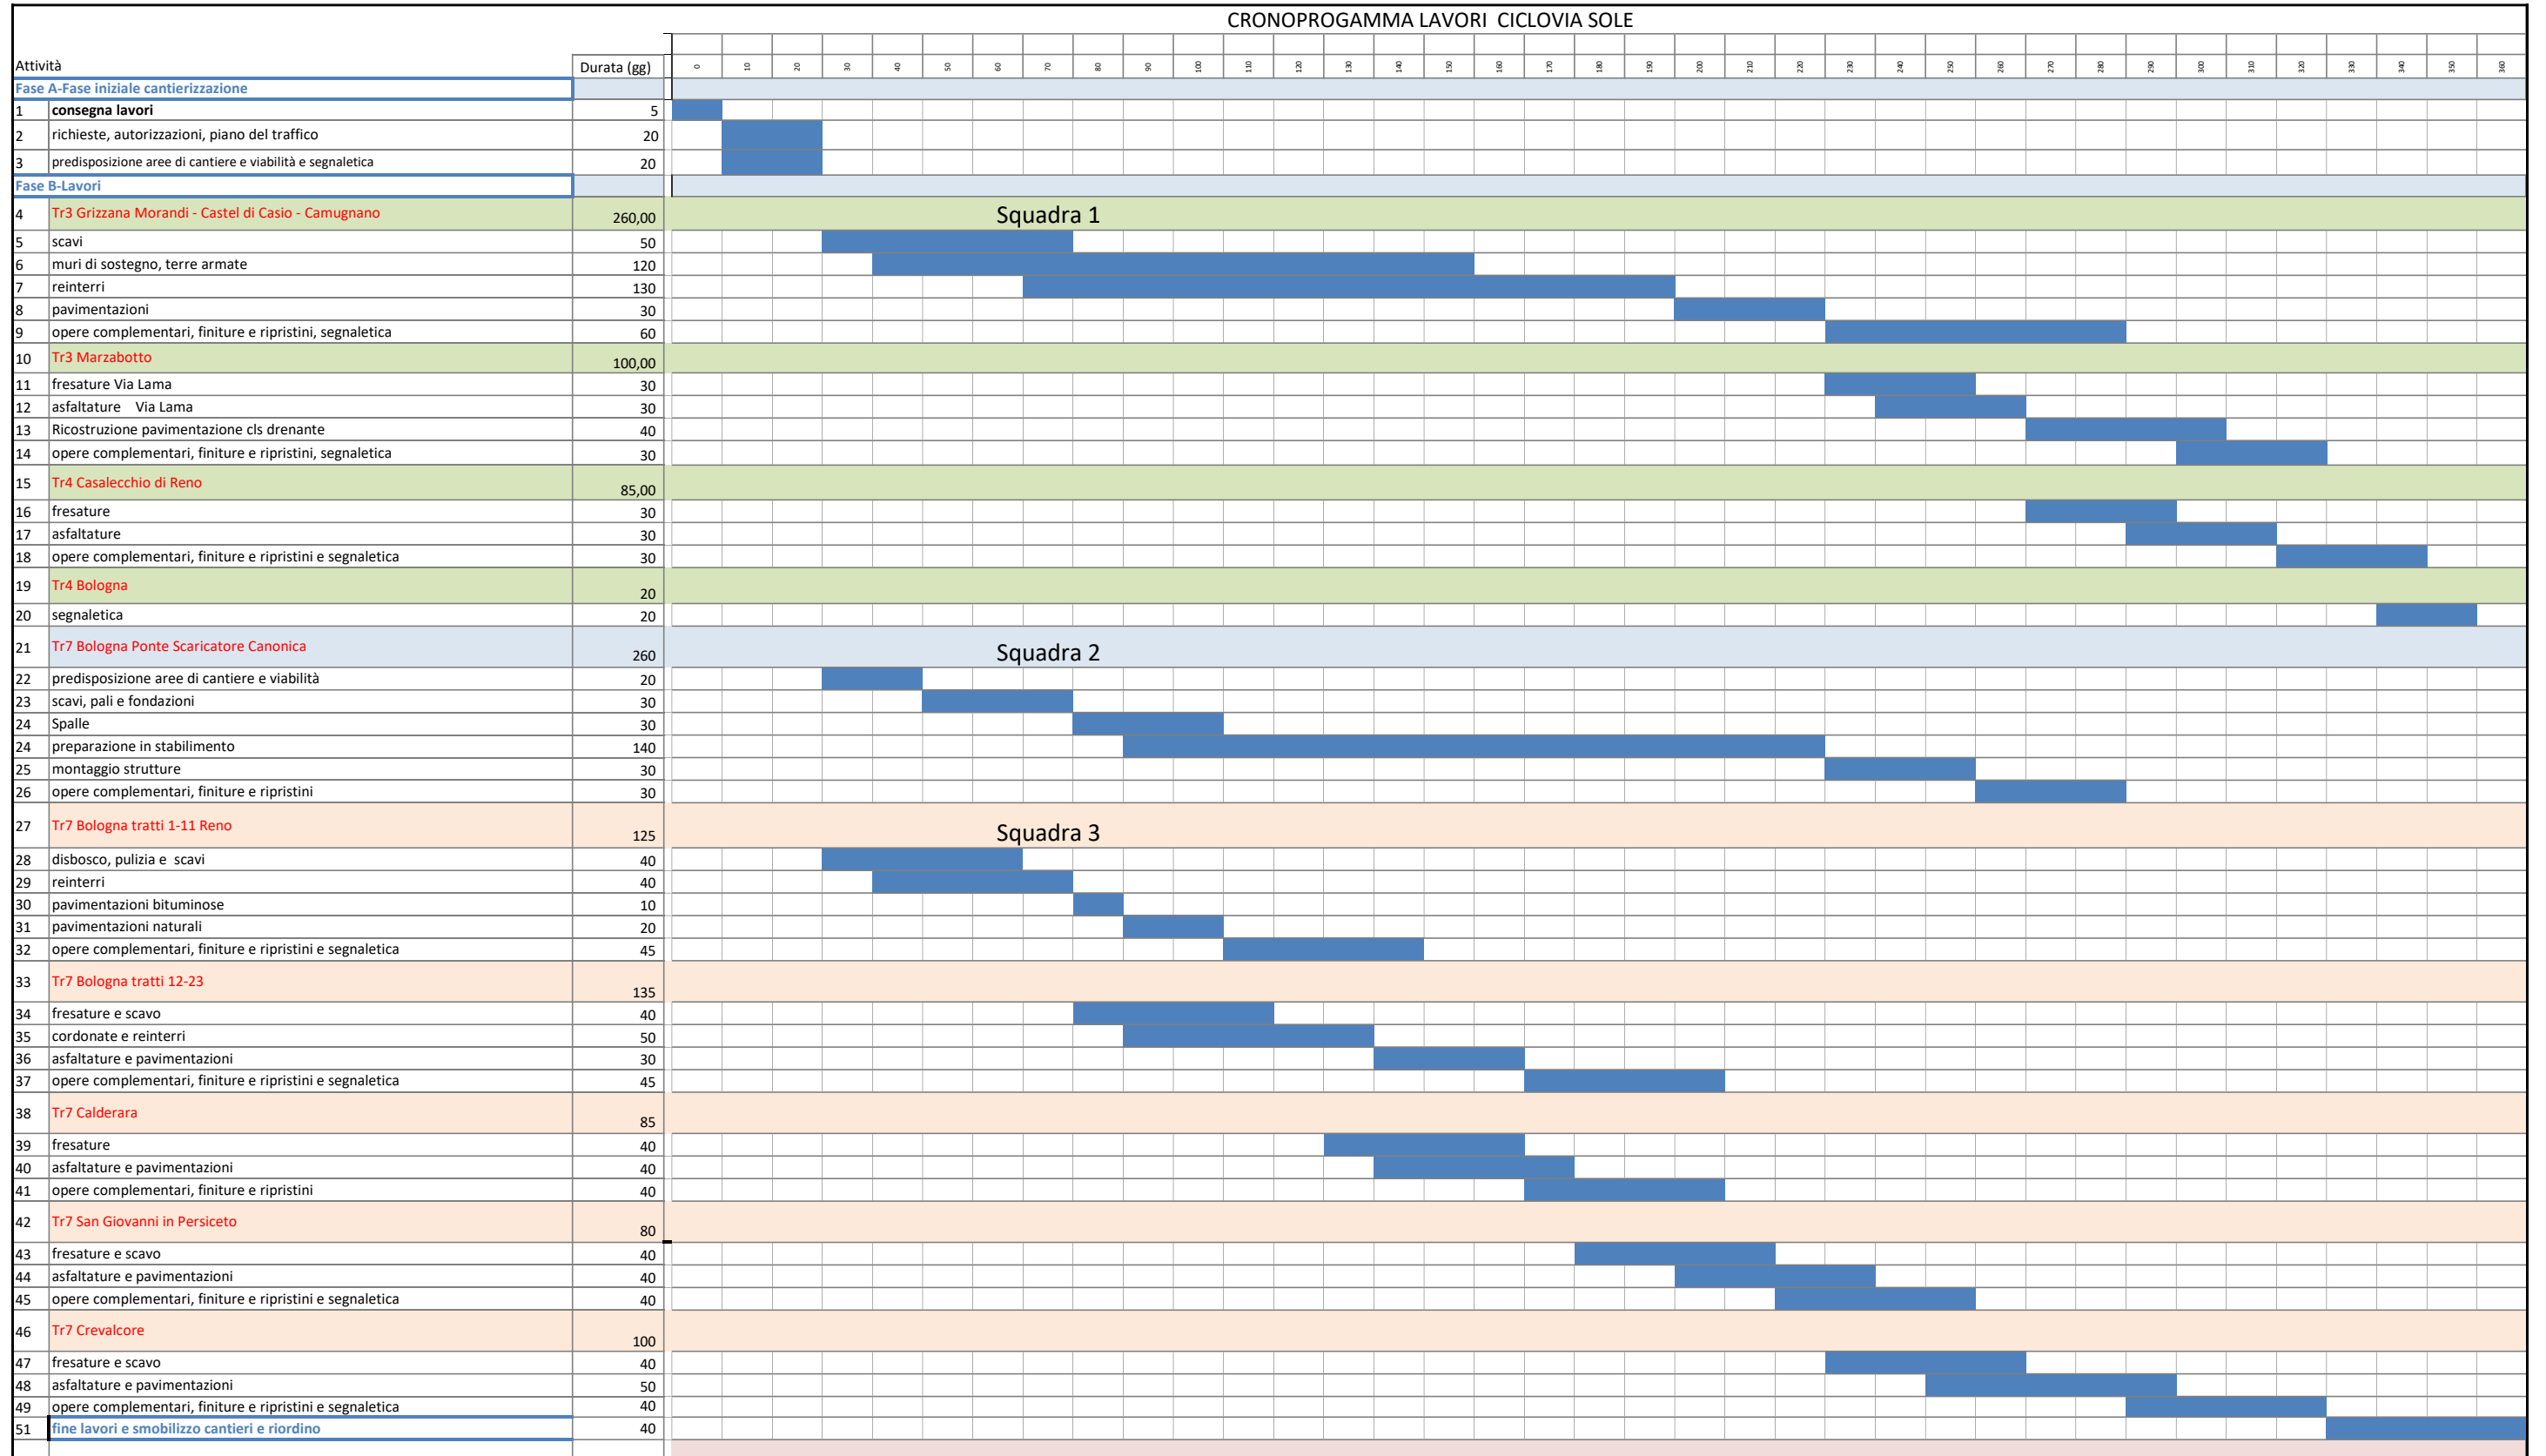 CRONOPROGAMMA LAVORI CICLOVIA SOLE
Attività Durata (gg) 0 10 20 30 40 50 60 70 80 90 100 110 120 130 140 150 160 170 180 190 200 210 220 230 240 250 260 270 280 290 300 310 320 330 340 350 360
Fase A-Fase iniziale cantierizzazione
1 consegna lavori 5
2 richieste, autorizzazioni, piano del traffico 20
3 predisposizione aree di cantiere e viabilità e segnaletica 20
Fase B-Lavori
4 Tr3 Grizzana Morandi - Castel di Casio - Camugnano 260,00 Squadra 1
5 scavi 50
6 muri di sostegno, terre armate 120
7 reinterri 130
8 pavimentazioni 30
9 opere complementari, finiture e ripristini, segnaletica 60
10 Tr3 Marzabotto 100,00
11 fresature Via Lama 30
12 asfaltature Via Lama 30
13 Ricostruzione pavimentazione cls drenante 40
14 opere complementari, finiture e ripristini, segnaletica 30
15 Tr4 Casalecchio di Reno 85,00
16 fresature 30
17 asfaltature 30
18 opere complementari, finiture e ripristini e segnaletica 30
19 Tr4 Bologna 20
20 segnaletica 20
21 Tr7 Bologna Ponte Scaricatore Canonica 260 Squadra 2
22 predisposizione aree di cantiere e viabilità 20
23 scavi, pali e fondazioni 30
24 Spalle 30
24 preparazione in stabilimento 140
25 montaggio strutture 30
26 opere complementari, finiture e ripristini 30
27 Tr7 Bologna tratti 1-11 Reno 125 Squadra 3
28 disbosco, pulizia e scavi 40
29 reinterri 40
30 pavimentazioni bituminose 10
31 pavimentazioni naturali 20
32 opere complementari, finiture e ripristini e segnaletica 45
33 Tr7 Bologna tratti 12-23 135
34 fresature e scavo 40
35 cordonate e reinterri 50
36 asfaltature e pavimentazioni 30
37 opere complementari, finiture e ripristini e segnaletica 45
38 Tr7 Calderara 85
39 fresature 40
40 asfaltature e pavimentazioni 40
41 opere complementari, finiture e ripristini 40
42 Tr7 San Giovanni in Persiceto 80
43 fresature e scavo 40
44 asfaltature e pavimentazioni 40
45 opere complementari, finiture e ripristini e segnaletica 40
46 Tr7 Crevalcore 100
47 fresature e scavo 40
48 asfaltature e pavimentazioni 50
49 opere complementari, finiture e ripristini e segnaletica 40
51 fine lavori e smobilizzo cantieri e riordino 40